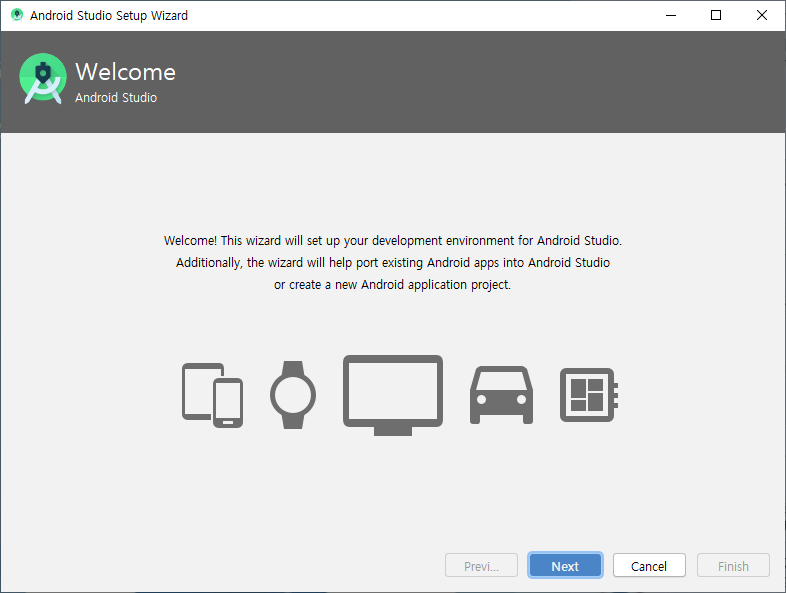 Android Studio Setup Wizard
Welcome
Android Studio
Welcome! This wizard will set up your development environment for Android Studio.
Additionally, the wizard will help port existing Android apps into Android Studio
or create a new Android application project.
Previ...
Next
Cancel
Finish